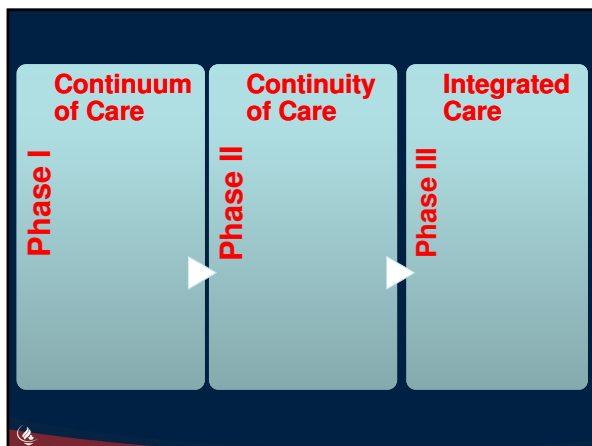 Continuum
of Care
Phase I
Continuity
of Care
Phase II
Integrated
Care
Phase III